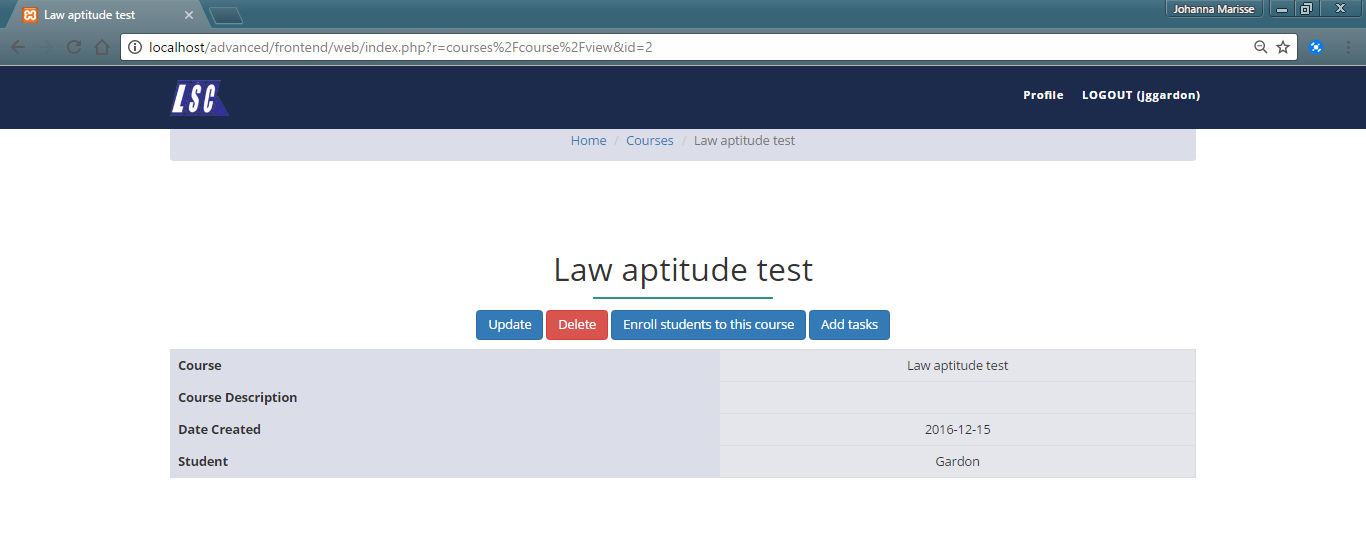 Law aptitude test
Johanna Marisse
localhost/advanced/frontend/web/index.php?r=courses%2Fcourse%2Fview&id=2
LSC
Profile LOGOUT (jggardon)
Home / Courses / Law aptitude test
Law aptitude test
Update Delete Enroll students to this course Add tasks
Course Law aptitude test
Course Description
Date Created 2016-12-15
Student Gardon